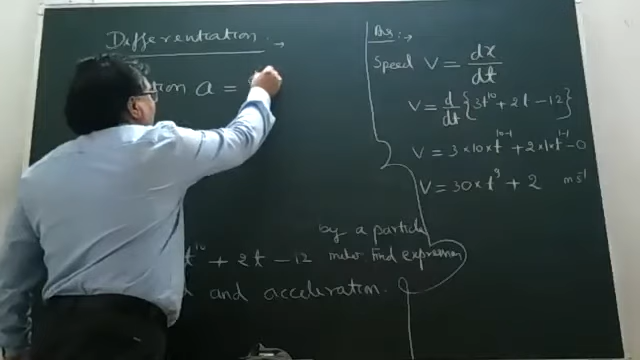 Differentiation. →
tion a =
by a particle
t¹⁰ + 2t − 12 meter. Find expression
and acceleration.
Ans :→
Speed V = dx/dt
V = d/dt {3t¹⁰ + 2t − 12}
V = 3×10×t¹⁰⁻¹ + 2×1×t¹⁻¹ − 0
V = 30×t⁹ + 2 ms⁻¹